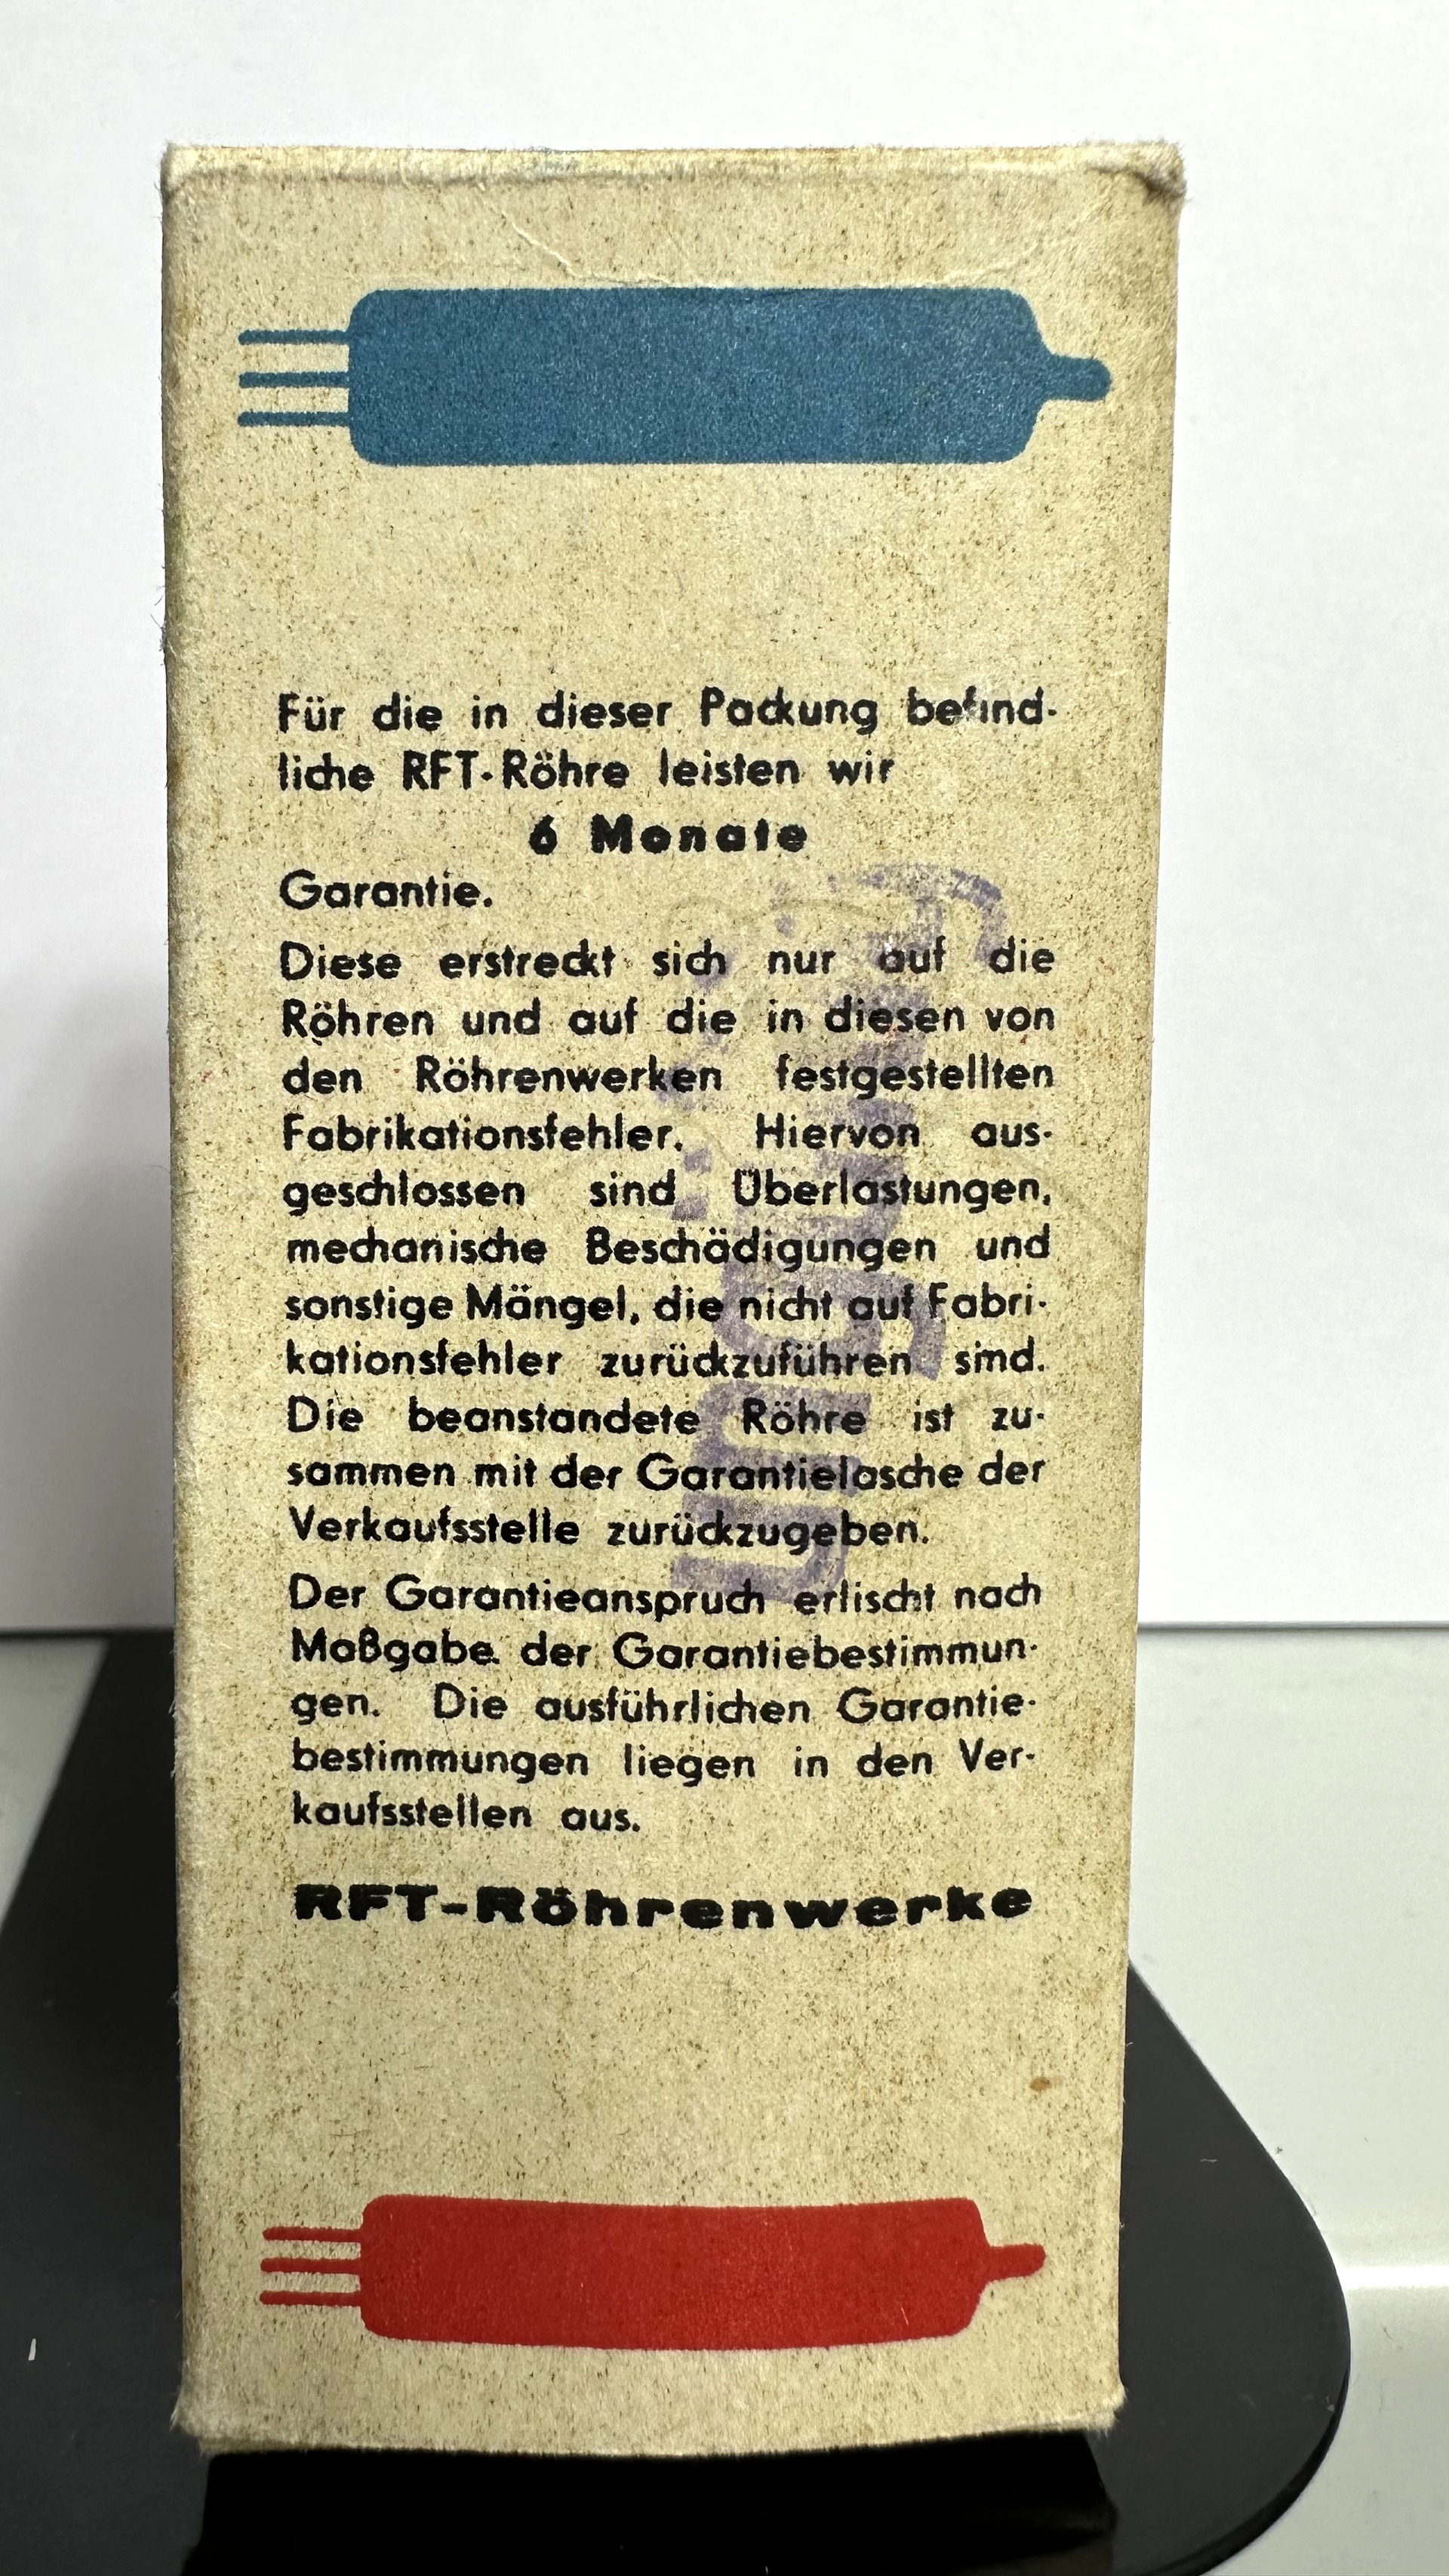 Für die in dieser Packung befind-
liche RFT-Röhre leisten wir
6 Monate
Garantie.
Diese erstreckt sich nur auf die
Röhren und auf die in diesen von
den Röhrenwerken festgestellten
Fabrikationsfehler. Hiervon aus-
geschlossen sind Überlastungen,
mechanische Beschädigungen und
sonstige Mängel, die nicht auf Fabri-
kationsfehler zurückzuführen sind.
Die beanstandete Röhre ist zu-
sammen mit der Garantielasche der
Verkaufsstelle zurückzugeben.
Der Garantieanspruch erlischt nach
Maßgabe der Garantiebestimmun-
gen. Die ausführlichen Garantie-
bestimmungen liegen in den Ver-
kaufsstellen aus.
RFT-Röhrenwerke